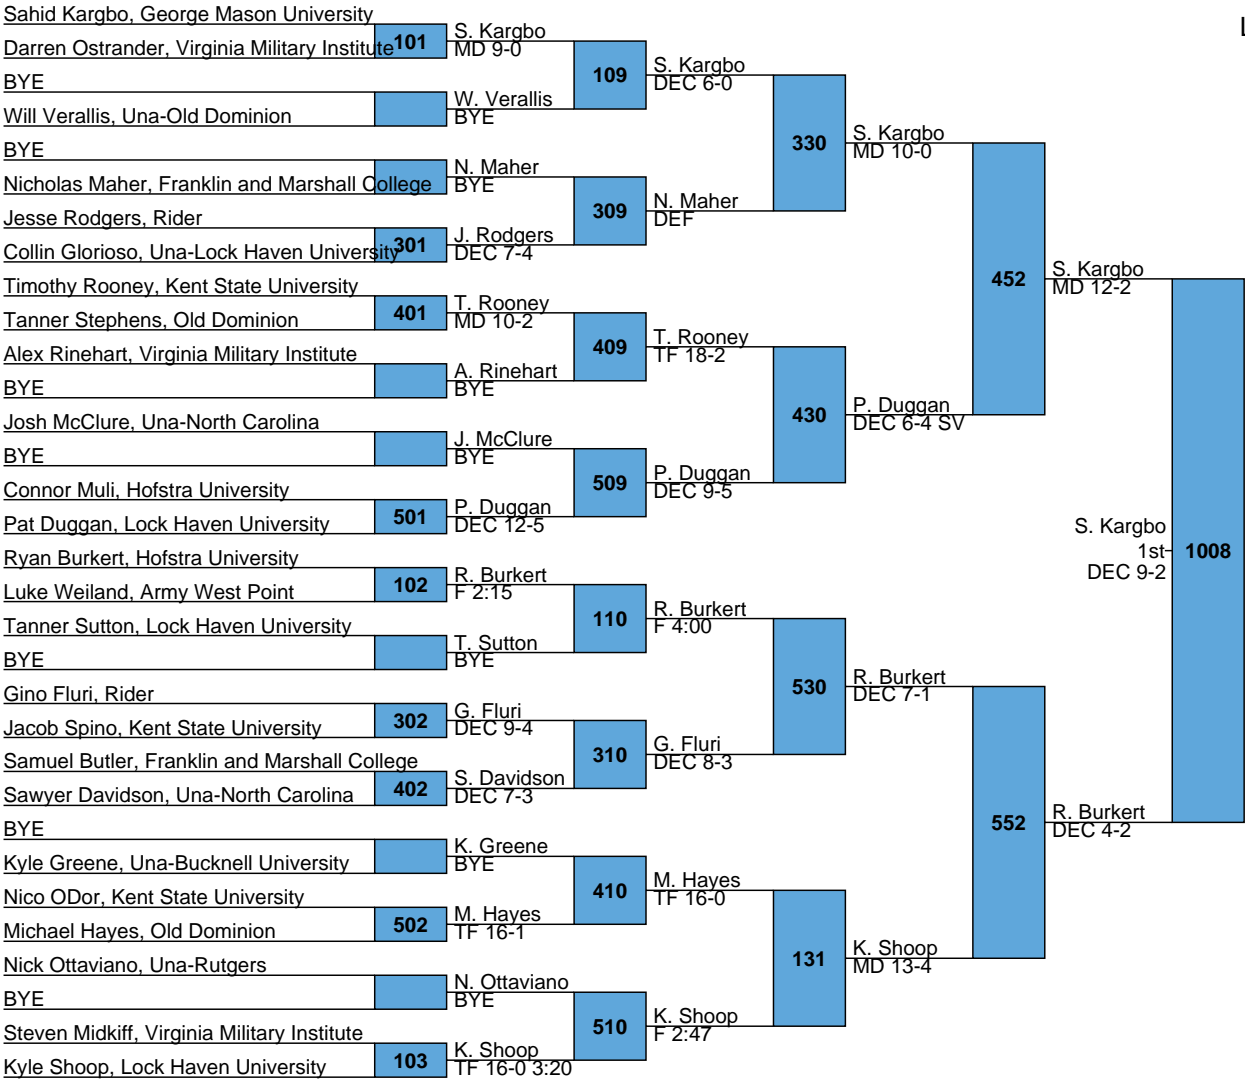 Sahid Kargbo, George Mason University
Darren Ostrander, Virginia Military Institute
BYE
Will Verallis, Una-Old Dominion
BYE
Nicholas Maher, Franklin and Marshall College
Jesse Rodgers, Rider
Collin Glorioso, Una-Lock Haven University
Timothy Rooney, Kent State University
Tanner Stephens, Old Dominion
Alex Rinehart, Virginia Military Institute
BYE
Josh McClure, Una-North Carolina
BYE
Connor Muli, Hofstra University
Pat Duggan, Lock Haven University
Ryan Burkert, Hofstra University
Luke Weiland, Army West Point
Tanner Sutton, Lock Haven University
BYE
Gino Fluri, Rider
Jacob Spino, Kent State University
Samuel Butler, Franklin and Marshall College
Sawyer Davidson, Una-North Carolina
BYE
Kyle Greene, Una-Bucknell University
Nico ODor, Kent State University
Michael Hayes, Old Dominion
Nick Ottaviano, Una-Rutgers
BYE
Steven Midkiff, Virginia Military Institute
Kyle Shoop, Lock Haven University
101
301
401
501
102
302
402
502
103
S. Kargbo
MD 9-0
W. Verallis
BYE
N. Maher
BYE
J. Rodgers
DEC 7-4
T. Rooney
MD 10-2
A. Rinehart
BYE
J. McClure
BYE
P. Duggan
DEC 12-5
R. Burkert
F 2:15
T. Sutton
BYE
G. Fluri
DEC 9-4
S. Davidson
DEC 7-3
K. Greene
BYE
M. Hayes
TF 16-1
N. Ottaviano
BYE
K. Shoop
TF 16-0 3:20
109
309
409
509
110
310
410
510
S. Kargbo
DEC 6-0
N. Maher
DEF
T. Rooney
TF 18-2
P. Duggan
DEC 9-5
R. Burkert
F 4:00
G. Fluri
DEC 8-3
M. Hayes
TF 16-0
K. Shoop
F 2:47
330
430
530
131
S. Kargbo
MD 10-0
P. Duggan
DEC 6-4 SV
R. Burkert
DEC 7-1
K. Shoop
MD 13-4
452
552
S. Kargbo
MD 12-2
R. Burkert
DEC 4-2
S. Kargbo
1st
DEC 9-2
1008
L